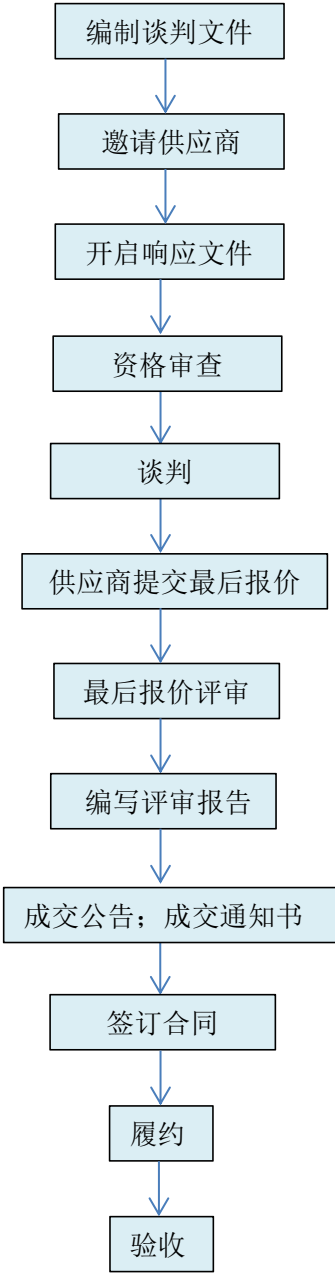 编制谈判文件
邀请供应商
开启响应文件
资格审查
谈判
供应商提交最后报价
最后报价评审
编写评审报告
成交公告；成交通知书
签订合同
履约
验收